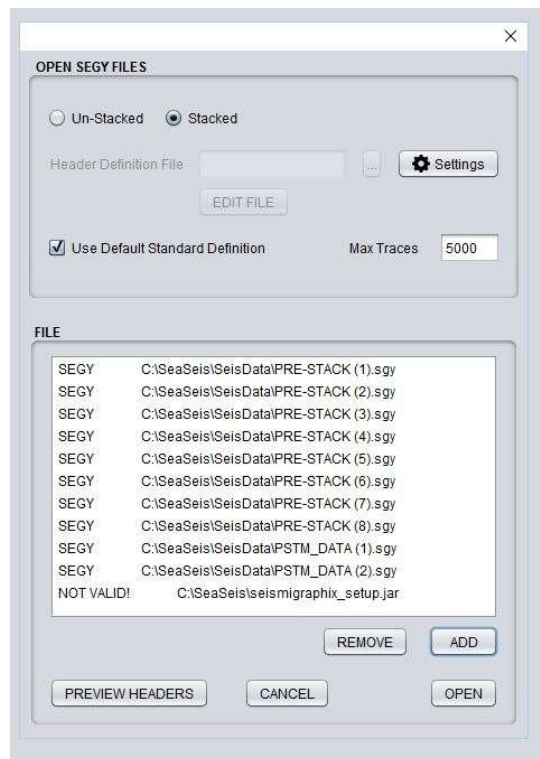 OPEN SEGY FILES
Un-Stacked Stacked
Header Definition File ... Settings
EDIT FILE
Use Default Standard Definition Max Traces 5000
FILE
SEGY C:\SeaSeis\SeisData\PRE-STACK (1).sgy
SEGY C:\SeaSeis\SeisData\PRE-STACK (2).sgy
SEGY C:\SeaSeis\SeisData\PRE-STACK (3).sgy
SEGY C:\SeaSeis\SeisData\PRE-STACK (4).sgy
SEGY C:\SeaSeis\SeisData\PRE-STACK (5).sgy
SEGY C:\SeaSeis\SeisData\PRE-STACK (6).sgy
SEGY C:\SeaSeis\SeisData\PRE-STACK (7).sgy
SEGY C:\SeaSeis\SeisData\PRE-STACK (8).sgy
SEGY C:\SeaSeis\SeisData\PSTM_DATA (1).sgy
SEGY C:\SeaSeis\SeisData\PSTM_DATA (2).sgy
NOT VALID! C:\SeaSeis\seismigraphix_setup.jar
REMOVE ADD
PREVIEW HEADERS CANCEL OPEN